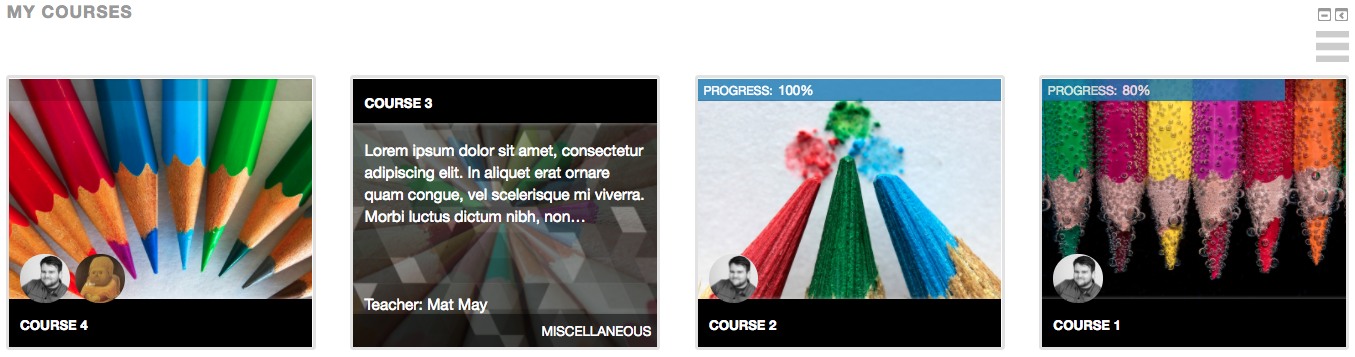 MY COURSES
COURSE 4
COURSE 3
Lorem ipsum dolor sit amet, consectetur
adipiscing elit. In aliquet erat ornare
quam congue, vel scelerisque mi viverra.
Morbi luctus dictum nibh, non...
Teacher: Mat May
MISCELLANEOUS
PROGRESS: 100%
COURSE 2
PROGRESS: 80%
COURSE 1